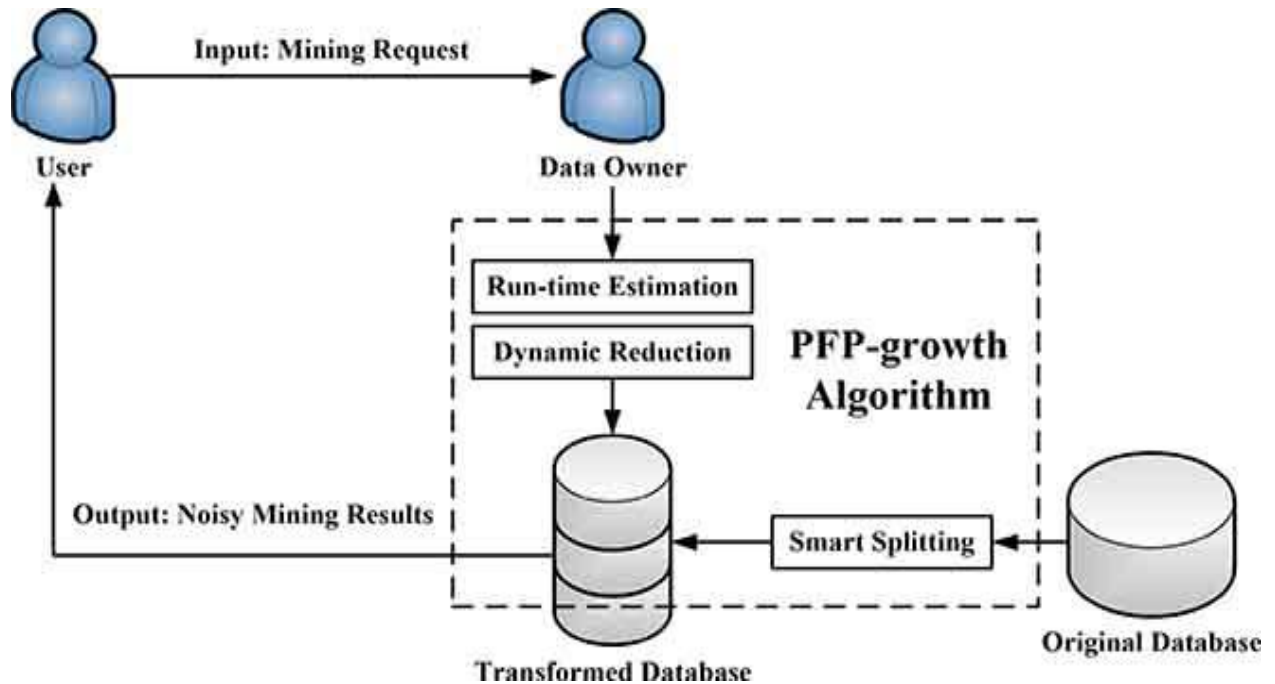 Input: Mining Request
User
Data Owner
Run-time Estimation
Dynamic Reduction
PFP-growth
Algorithm
Output: Noisy Mining Results
Smart Splitting
Original Database
Transformed Database